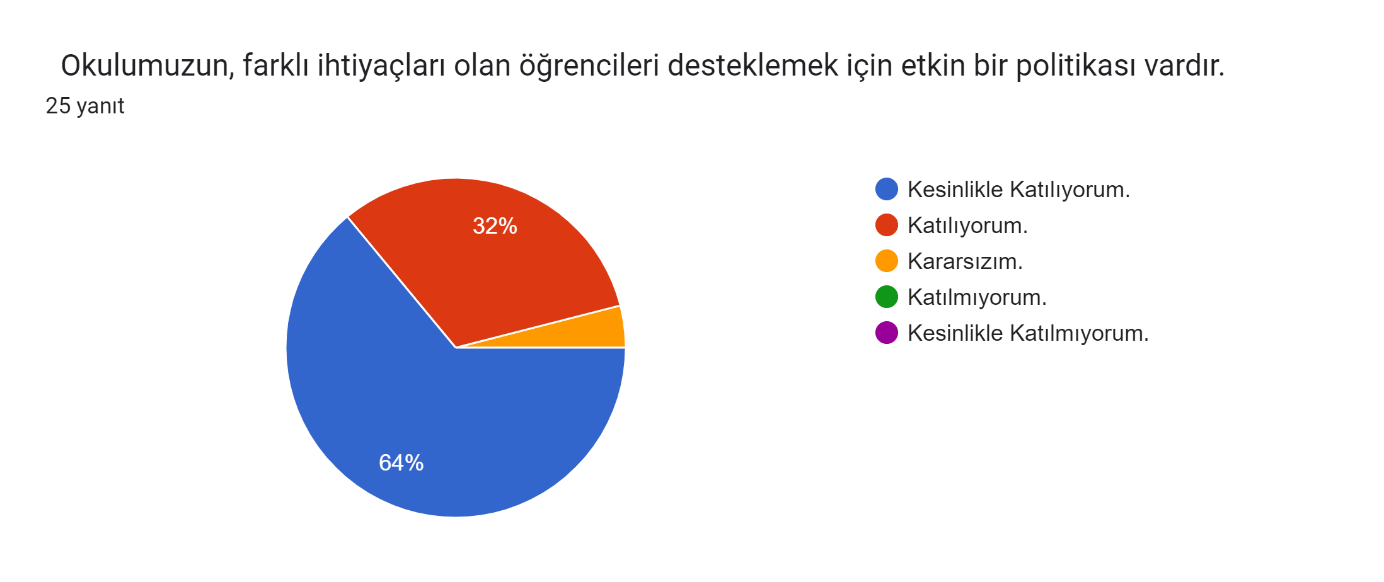 Okulumuzun, farklı ihtiyaçları olan öğrencileri desteklemek için etkin bir politikası vardır.
25 yanıt
Kesinlikle Katılıyorum.
Katılıyorum.
Kararsızım.
Katılmıyorum.
Kesinlikle Katılmıyorum.
32%
64%